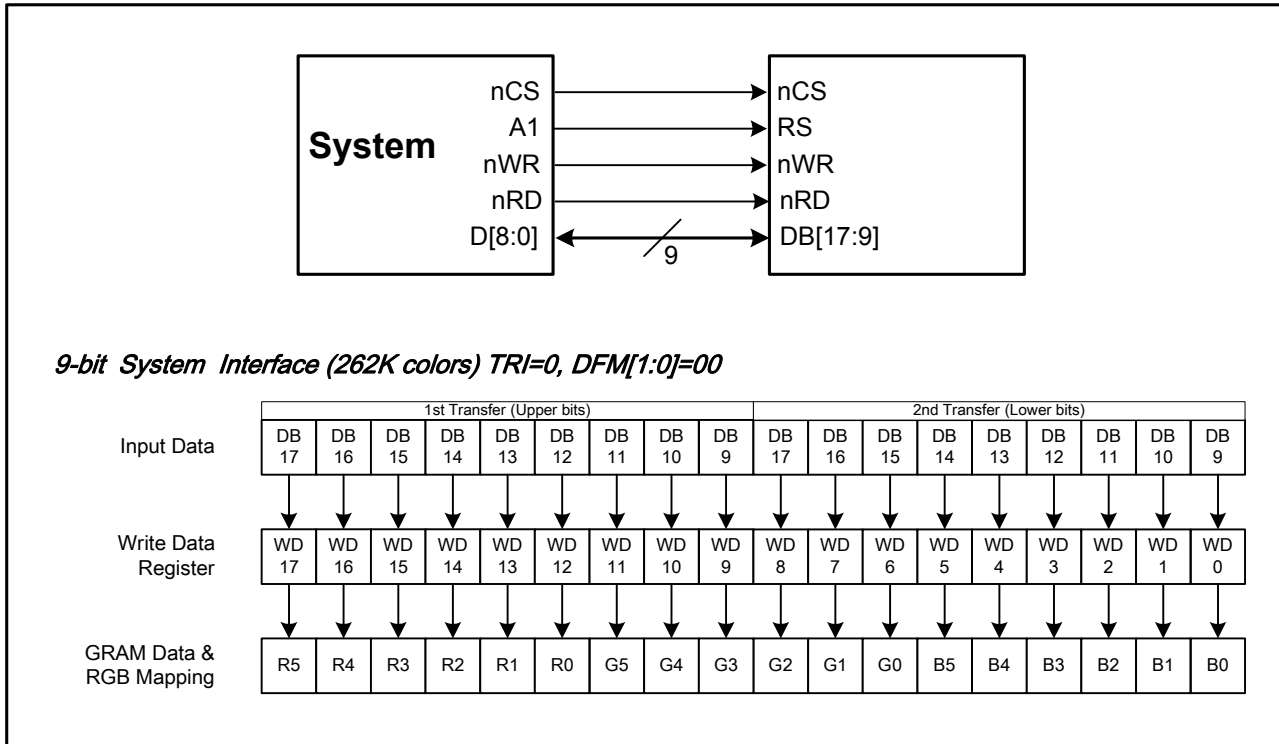 System
nCS
A1
nWR
nRD
D[8:0]
9
nCS
RS
nWR
nRD
DB[17:9]
9-bit System Interface (262K colors) TRI=0, DFM[1:0]=00
1st Transfer (Upper bits) 2nd Transfer (Lower bits)
Input Data
DB DB DB DB DB DB DB DB DB DB DB DB DB DB DB DB DB DB
17 16 15 14 13 12 11 10 9 17 16 15 14 13 12 11 10 9
Write Data
Register
WD WD WD WD WD WD WD WD WD WD WD WD WD WD WD WD WD WD
17 16 15 14 13 12 11 10 9 8 7 6 5 4 3 2 1 0
GRAM Data &
RGB Mapping
R5 R4 R3 R2 R1 R0 G5 G4 G3 G2 G1 G0 B5 B4 B3 B2 B1 B0